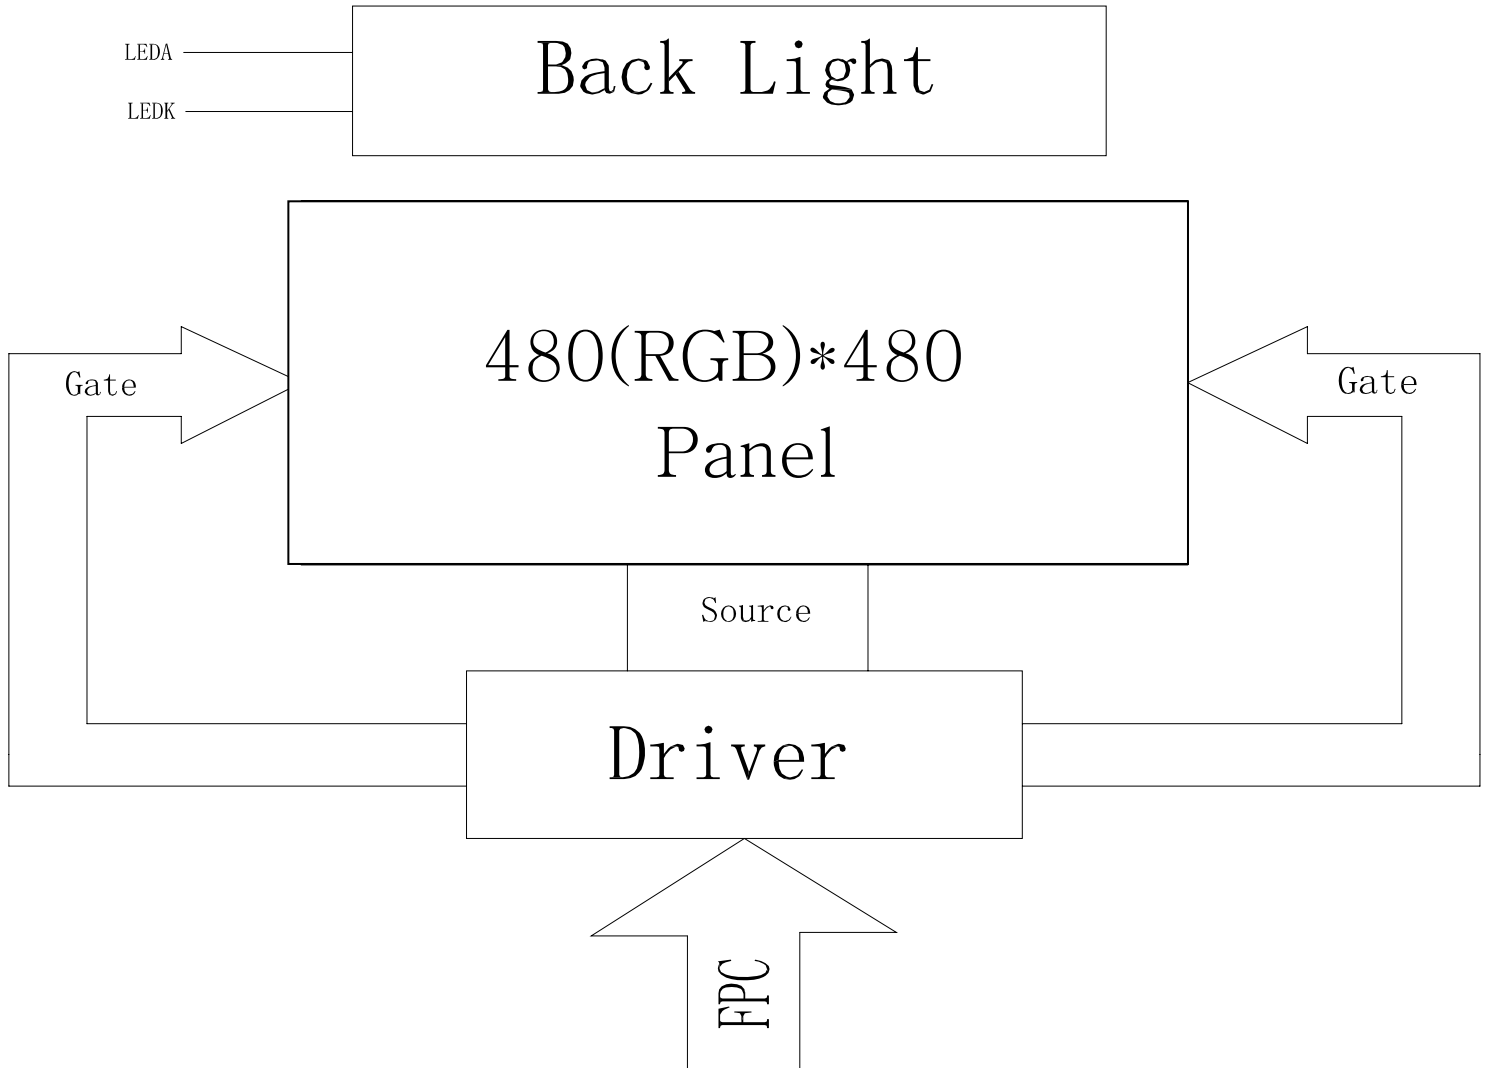 LEDA
Back Light
LEDK
480(RGB)*480
Panel
Gate
Gate
Source
Driver
FPC